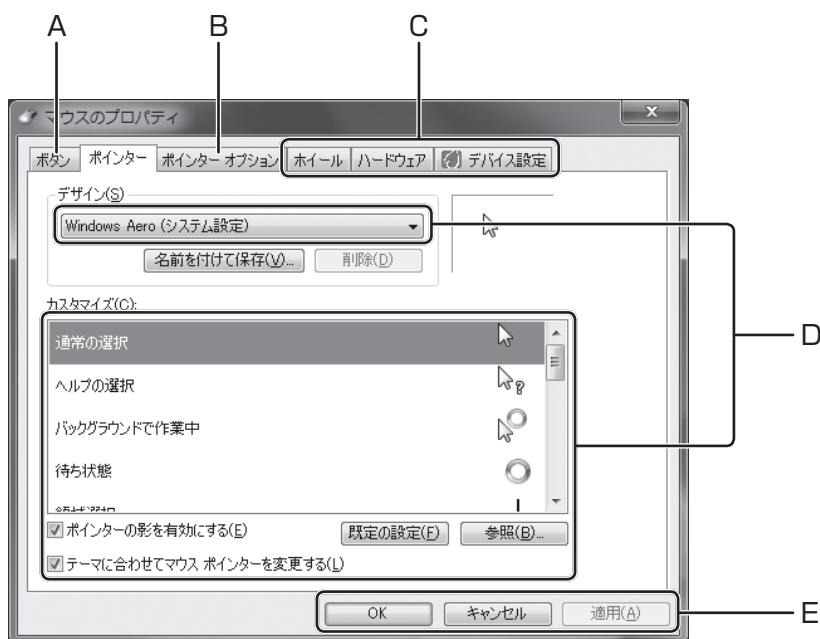 A B C
マウスのプロパティ
ボタン ポインター ポインター オプション ホイール ハードウェア デバイス設定
デザイン(S)
Windows Aero (システム設定)
名前を付けて保存(V)... 削除(D)
D
カスタマイズ(C):
通常の選択
ヘルプの選択
バックグラウンドで作業中
待ち状態
領域選択
ポインターの影を有効にする(E) 既定の設定(F) 参照(B)...
テーマに合わせてマウス ポインターを変更する(L)
OK キャンセル 適用(A)
E